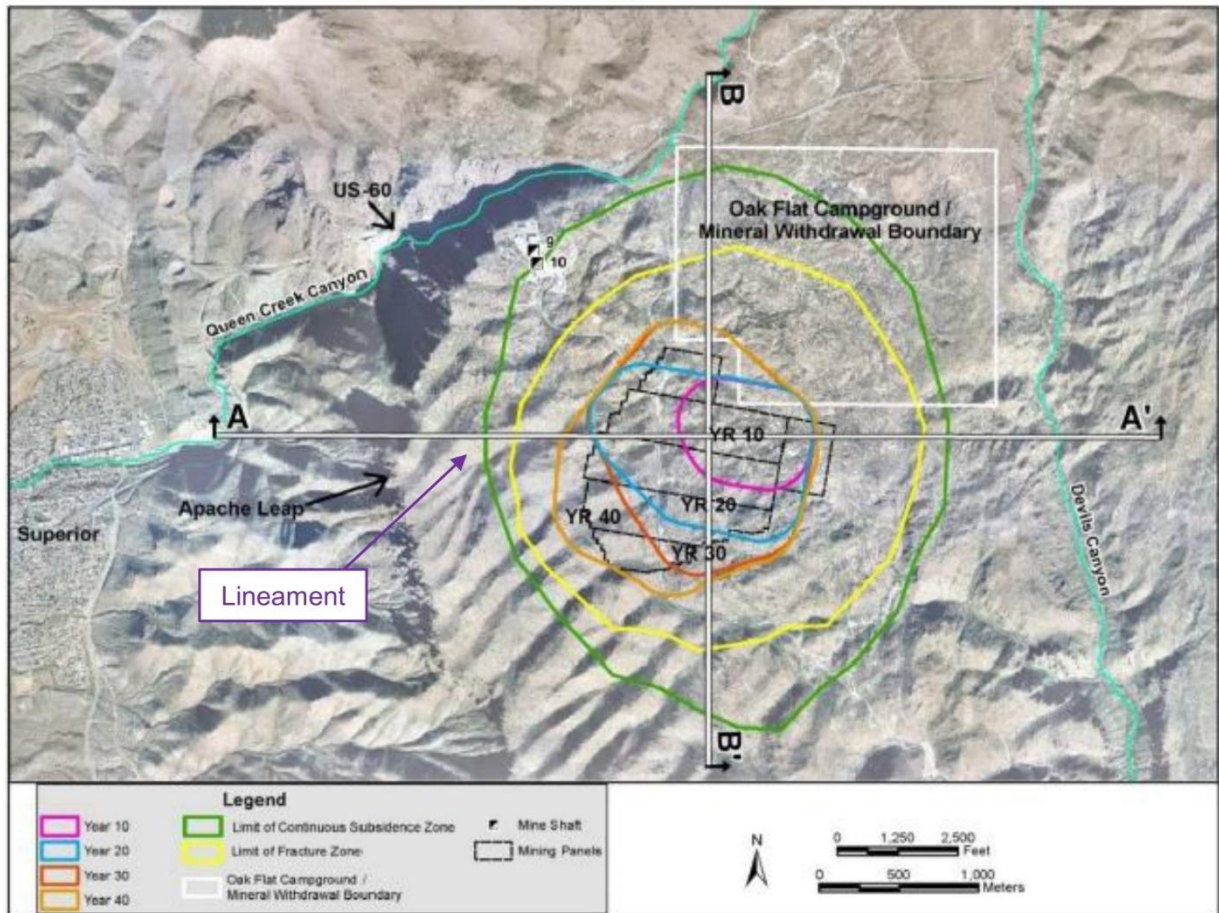 B
US-60
Oak Flat Campground /
Mineral Withdrawal Boundary
9
10
Queen Creek Canyon
A
A'
YR 10
Apache Leap
YR 20
YR 40
Superior
YR 30
Devils Canyon
Lineament
B'
Legend
Year 10
Year 20
Year 30
Year 40
Limit of Continuous Subsidence Zone
Limit of Fracture Zone
Oak Flat Campground /
Mineral Withdrawal Boundary
Mine Shaft
Mining Panels
N
0 1,250 2,500
Feet
0 500 1,000
Meters